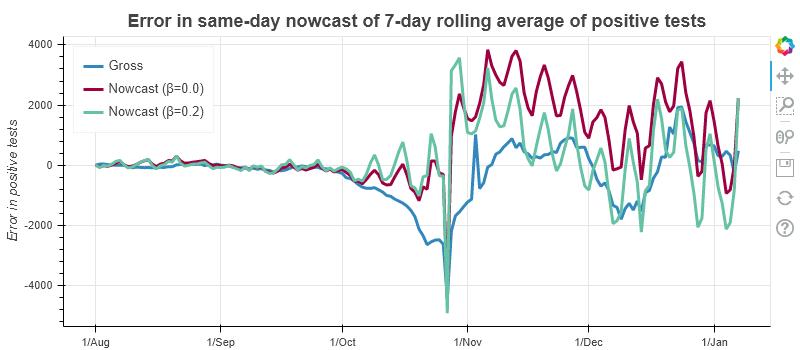 Error in same-day nowcast of 7-day rolling average of positive tests
Error in positive tests
4000
2000
0
-2000
-4000
Gross
Nowcast (β=0.0)
Nowcast (β=0.2)
1/Aug
1/Sep
1/Oct
1/Nov
1/Dec
1/Jan